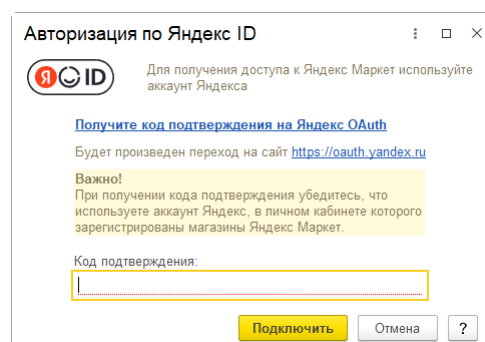 Авторизация по Яндекс ID
Я ID
Для получения доступа к Яндекс Маркет используйте
аккаунт Яндекса
Получите код подтверждения на Яндекс OAuth
Будет произведен переход на сайт https://oauth.yandex.ru
Важно!
При получении кода подтверждения убедитесь, что
используете аккаунт Яндекс, в личном кабинете которого
зарегистрированы магазины Яндекс Маркет.
Код подтверждения:
Подключить Отмена ?